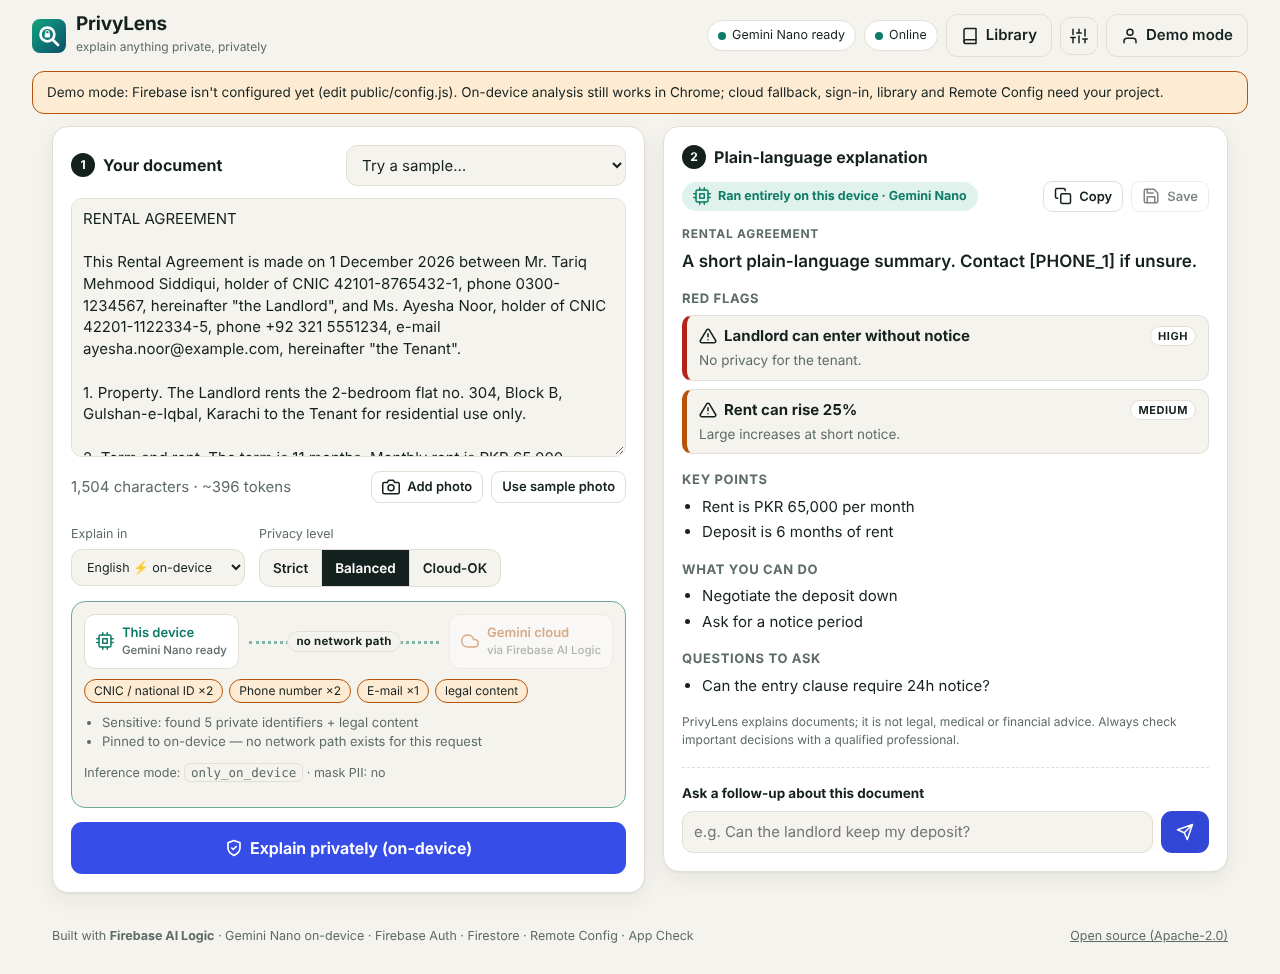 PrivyLens
explain anything private, privately
Gemini Nano ready
Online
Library
Demo mode
Demo mode: Firebase isn't configured yet (edit public/config.js). On-device analysis still works in Chrome; cloud fallback, sign-in, library and Remote Config need your project.
1 Your document
Try a sample...
RENTAL AGREEMENT
This Rental Agreement is made on 1 December 2026 between Mr. Tariq
Mehmood Siddiqui, holder of CNIC 42101-8765432-1, phone 0300-
1234567, hereinafter "the Landlord", and Ms. Ayesha Noor, holder of CNIC
42201-1122334-5, phone +92 321 5551234, e-mail
ayesha.noor@example.com, hereinafter "the Tenant".
1. Property. The Landlord rents the 2-bedroom flat no. 304, Block B,
Gulshan-e-Iqbal, Karachi to the Tenant for residential use only.
2. Term and rent. The term is 11 months. Monthly rent is PKR 65,000
1,504 characters · ~396 tokens
Add photo
Use sample photo
Explain in
Privacy level
English ⚡ on-device
Strict
Balanced
Cloud-OK
This device
Gemini Nano ready
no network path
Gemini cloud
via Firebase AI Logic
CNIC / national ID ×2
Phone number ×2
E-mail ×1
legal content
• Sensitive: found 5 private identifiers + legal content
• Pinned to on-device — no network path exists for this request
Inference mode: only_on_device · mask PII: no
Explain privately (on-device)
2 Plain-language explanation
Ran entirely on this device · Gemini Nano
Copy
Save
RENTAL AGREEMENT
A short plain-language summary. Contact [PHONE_1] if unsure.
RED FLAGS
Landlord can enter without notice
HIGH
No privacy for the tenant.
Rent can rise 25%
MEDIUM
Large increases at short notice.
KEY POINTS
• Rent is PKR 65,000 per month
• Deposit is 6 months of rent
WHAT YOU CAN DO
• Negotiate the deposit down
• Ask for a notice period
QUESTIONS TO ASK
• Can the entry clause require 24h notice?
PrivyLens explains documents; it is not legal, medical or financial advice. Always check
important decisions with a qualified professional.
Ask a follow-up about this document
e.g. Can the landlord keep my deposit?
Built with Firebase AI Logic · Gemini Nano on-device · Firebase Auth · Firestore · Remote Config · App Check
Open source (Apache-2.0)